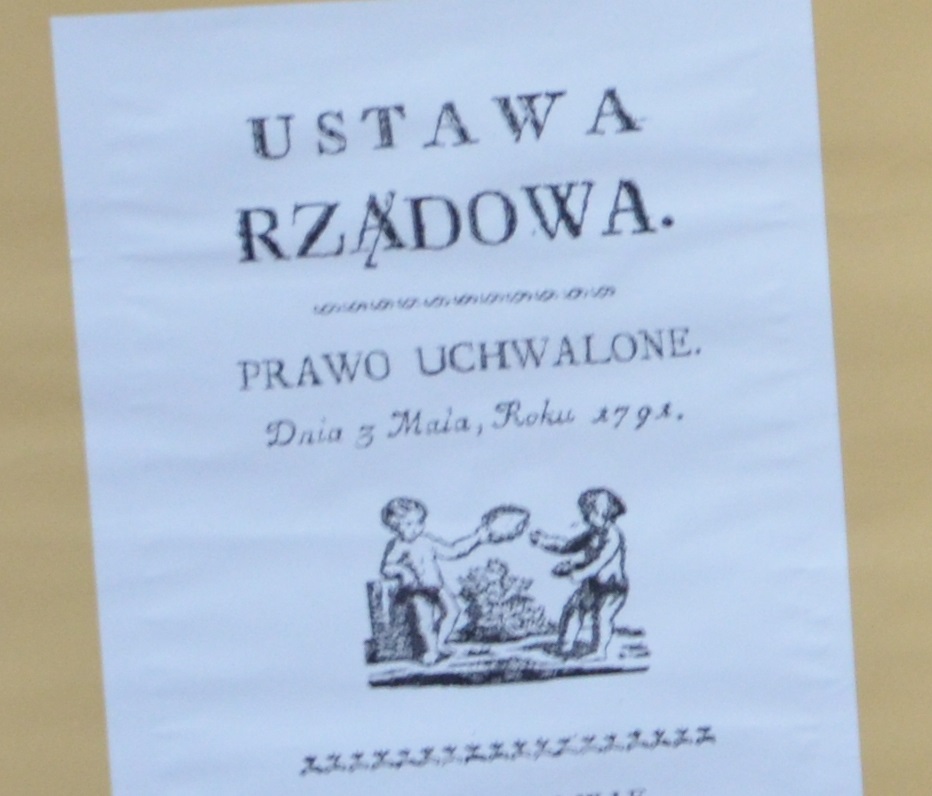 USTAWA
RZĄDOWA.
PRAWO UCHWALONE.
Dnia 3 Maia, Roku 1791.